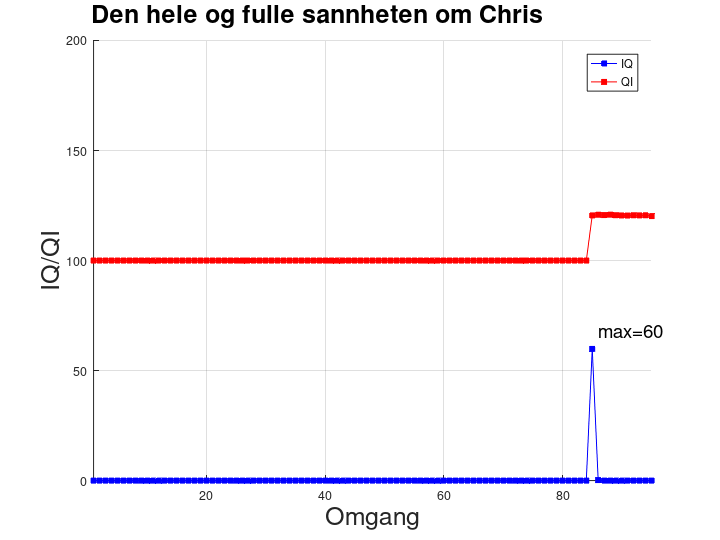 Den hele og fulle sannheten om Chris
200
IQ
QI
150
IQ/QI
100
max=60
50
0
20 40 60 80
Omgang